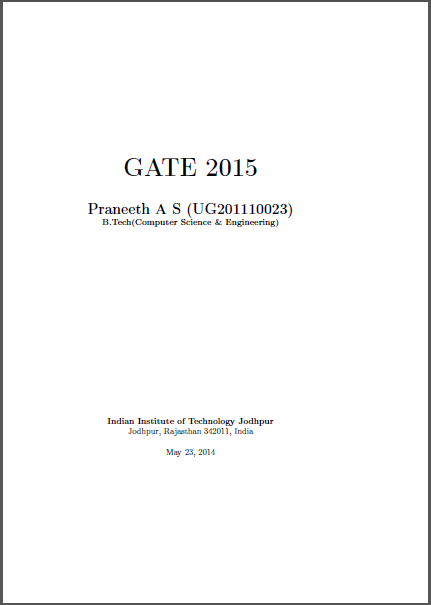 GATE 2015
Praneeth A S (UG201110023)
B.Tech(Computer Science & Engineering)
Indian Institute of Technology Jodhpur
Jodhpur, Rajasthan 342011, India
May 23, 2014